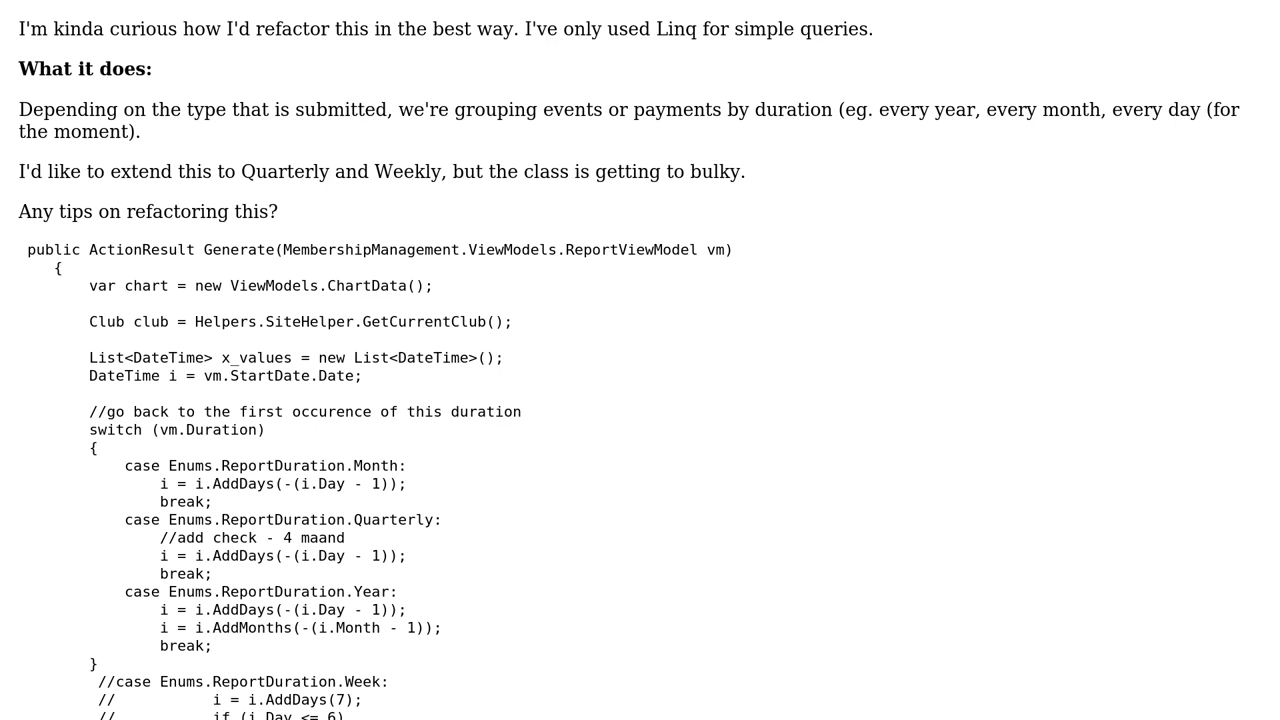 I'm kinda curious how I'd refactor this in the best way. I've only used Linq for simple queries.
What it does:
Depending on the type that is submitted, we're grouping events or payments by duration (eg. every year, every month, every day (for
the moment).
I'd like to extend this to Quarterly and Weekly, but the class is getting to bulky.
Any tips on refactoring this?
public ActionResult Generate(MembershipManagement.ViewModels.ReportViewModel vm)
{
var chart = new ViewModels.ChartData();
Club club = Helpers.SiteHelper.GetCurrentClub();
List<DateTime> x_values = new List<DateTime>();
DateTime i = vm.StartDate.Date;
//go back to the first occurence of this duration
switch (vm.Duration)
{
case Enums.ReportDuration.Month:
i = i.AddDays(-(i.Day - 1));
break;
case Enums.ReportDuration.Quarterly:
//add check - 4 maand
i = i.AddDays(-(i.Day - 1));
break;
case Enums.ReportDuration.Year:
i = i.AddDays(-(i.Day - 1));
i = i.AddMonths(-(i.Month - 1));
break;
}
//case Enums.ReportDuration.Week:
// i = i.AddDays(7);
// if (i.Day <= 6)